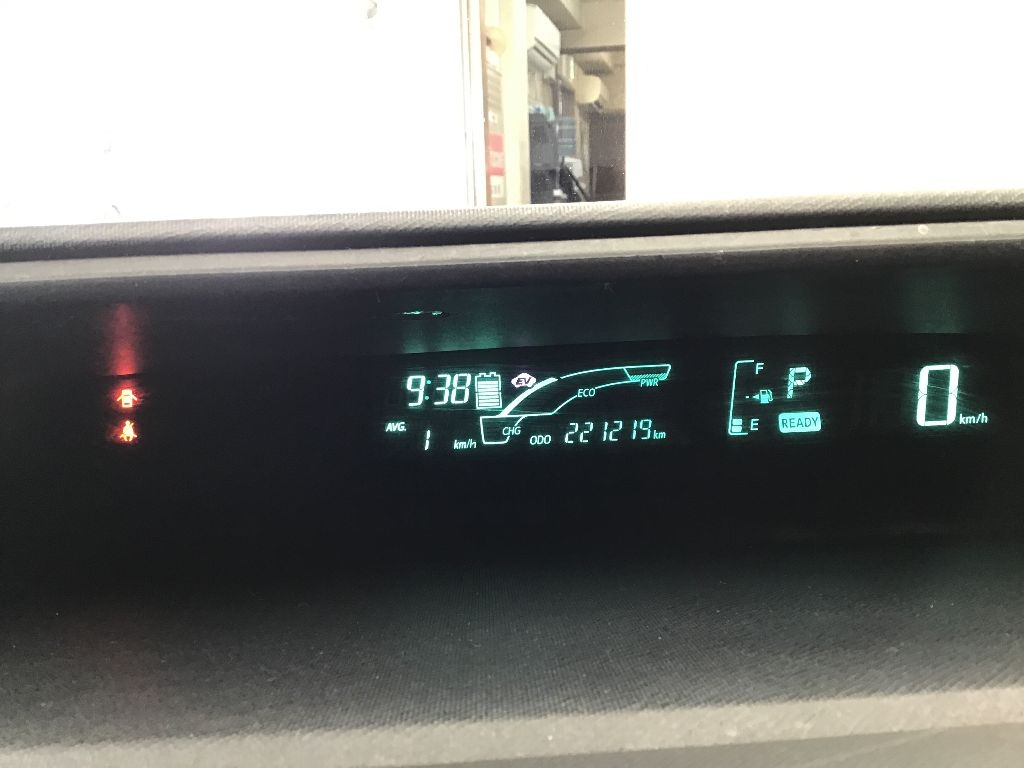 9:38
EV
ECO
PWR
CHG
AVG.
1 km/h
ODO 221219 km
F
E
P
READY
0 km/h